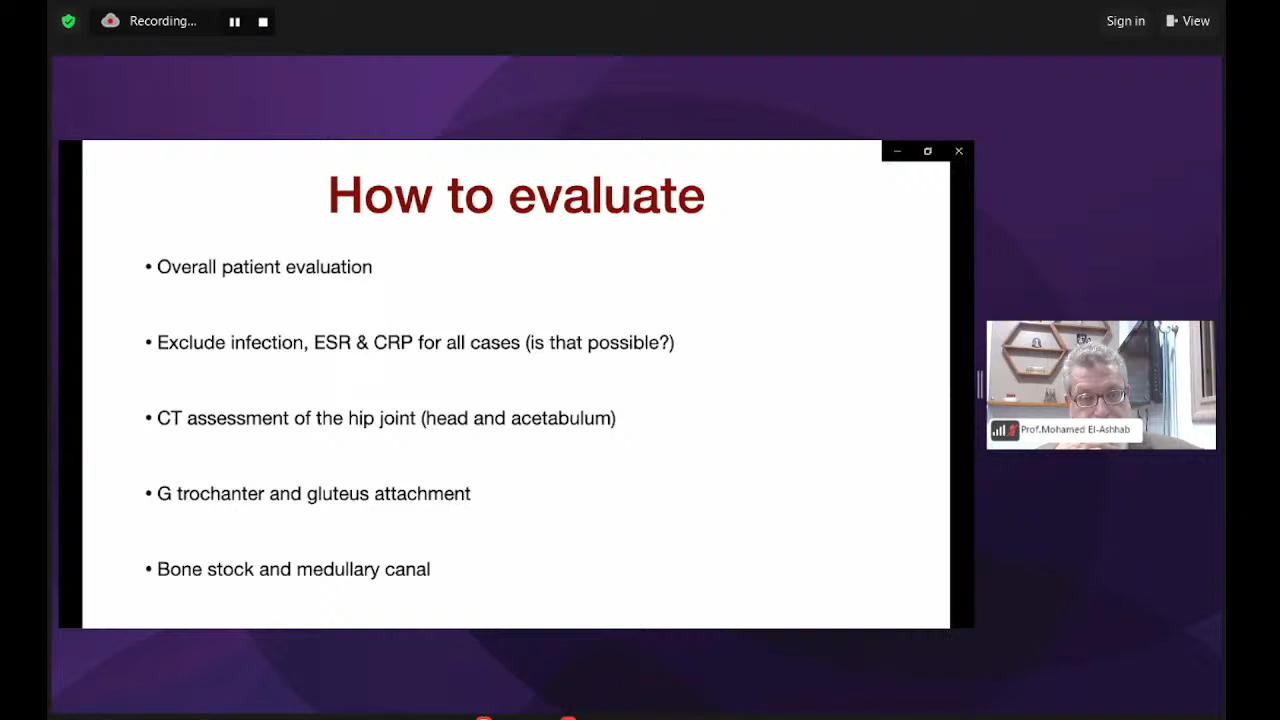 Recording...
Sign in
View
How to evaluate
• Overall patient evaluation
• Exclude infection, ESR & CRP for all cases (is that possible?)
• CT assessment of the hip joint (head and acetabulum)
• G trochanter and gluteus attachment
• Bone stock and medullary canal
Prof.Mohamed El-Ashhab